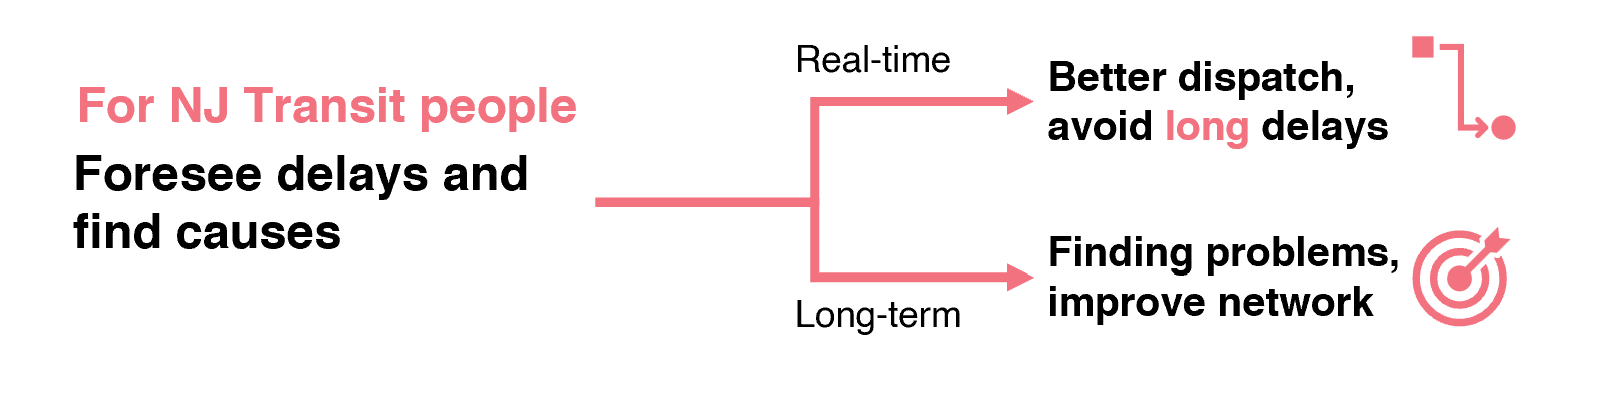 For NJ Transit people
Foresee delays and
find causes
Real-time
Better dispatch,
avoid long delays
Long-term
Finding problems,
improve network